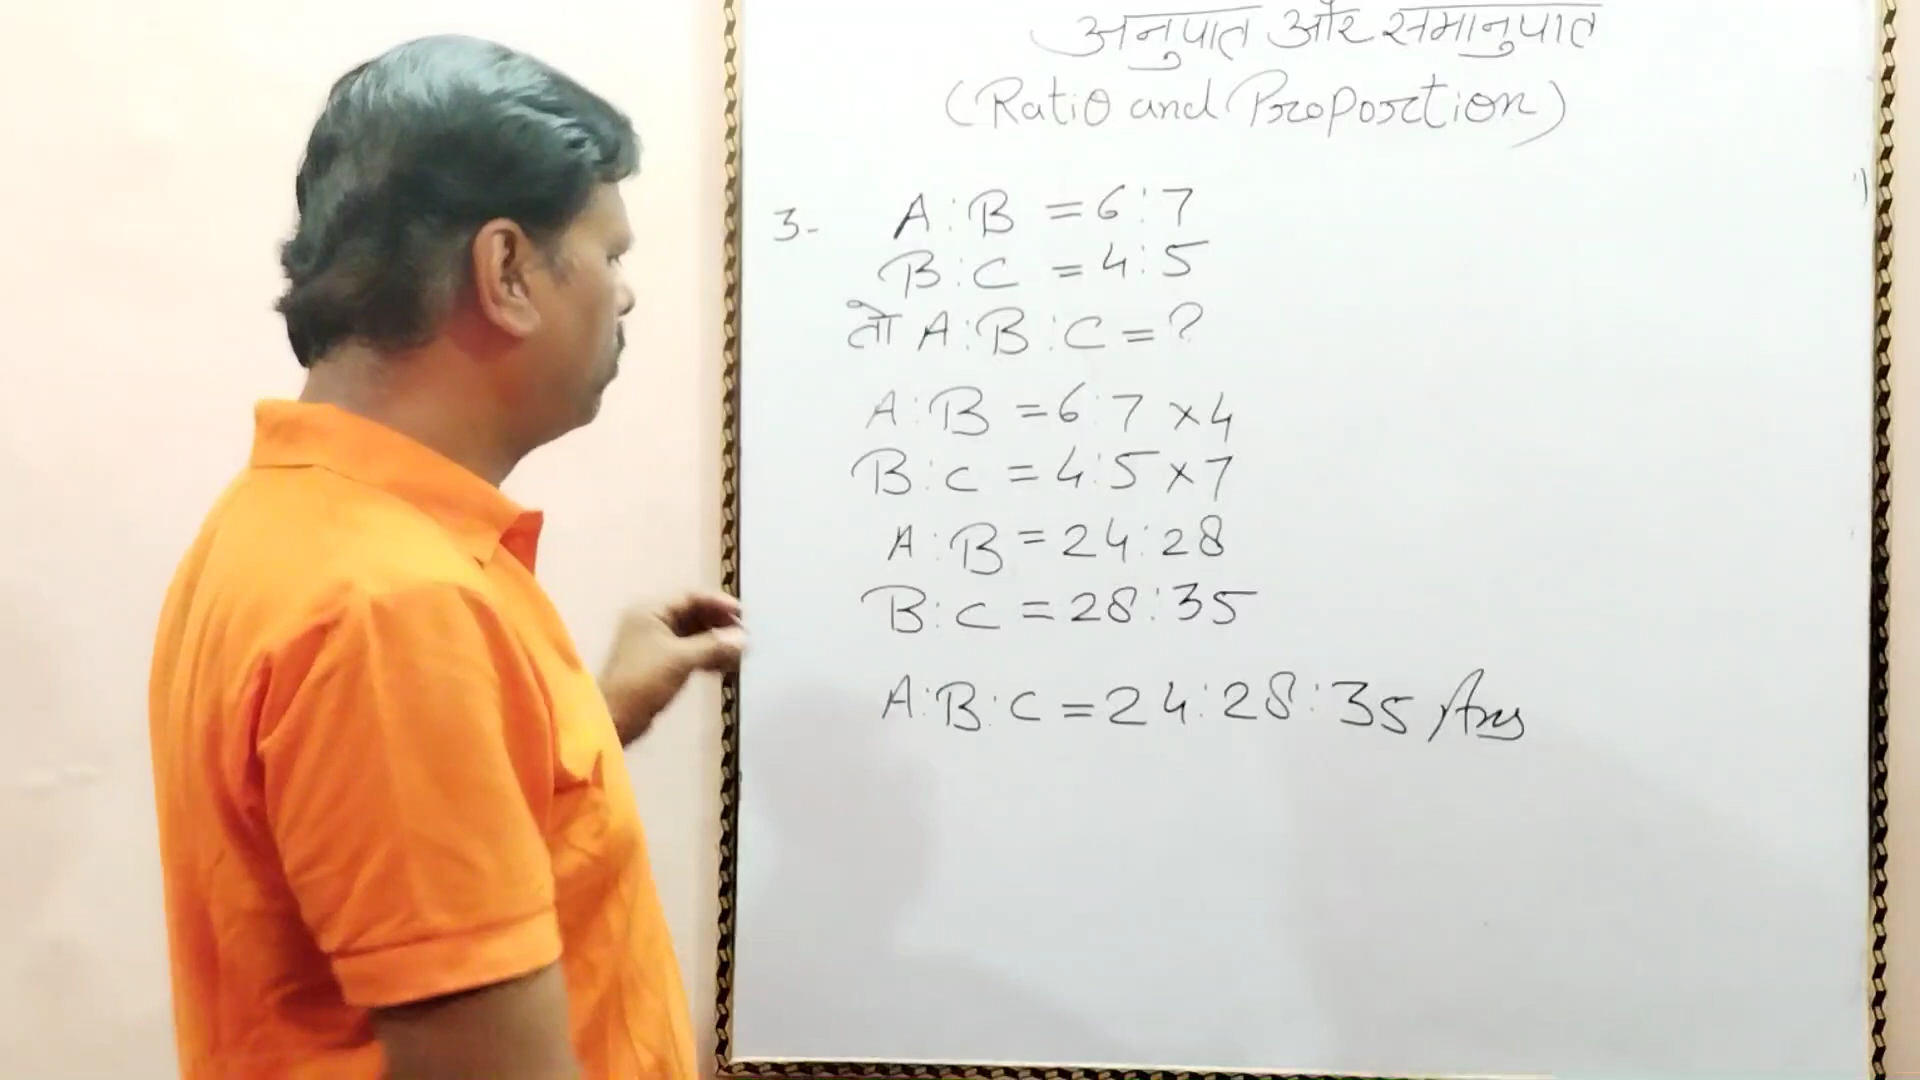 अनुपात और समानुपात
(Ratio and Proportion)
3- A:B = 6:7
B:C = 4:5
तो A:B:C = ?
A:B = 6:7 ×4
B:C = 4:5 ×7
A:B = 24:28
B:C = 28:35
A:B:C = 24:28:35 Ans